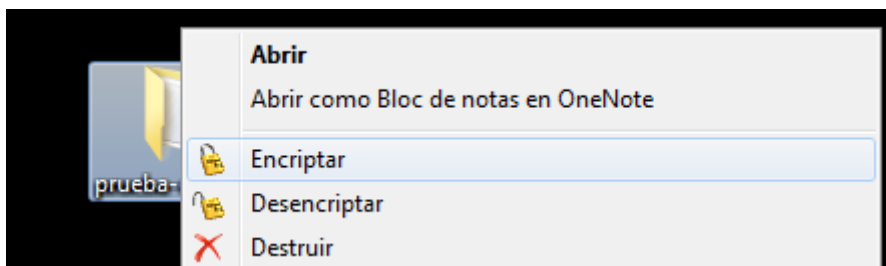 Abrir
Abrir como Bloc de notas en OneNote
Encriptar
prueba-
Desencriptar
Destruir